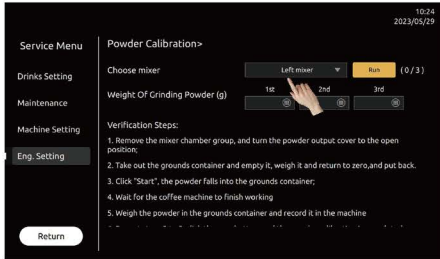 10:24
2023/05/29
Service Menu
Powder Calibration>
Drinks Setting
Choose mixer
Left mixer
Run
(0/3)
Maintenance
Weight Of Grinding Powder (g)
1st
2nd
3rd
Machine Setting
Verification Steps:
1. Remove the mixer chamber group, and turn the powder output cover to the open
position;
Eng. Setting
2. Take out the grounds container and empty it, weigh it and return to zero,and put back.
3. Click "Start", the powder falls into the grounds container;
4. Wait for the coffee machine to finish working
5. Weigh the powder in the grounds container and record it in the machine
Return